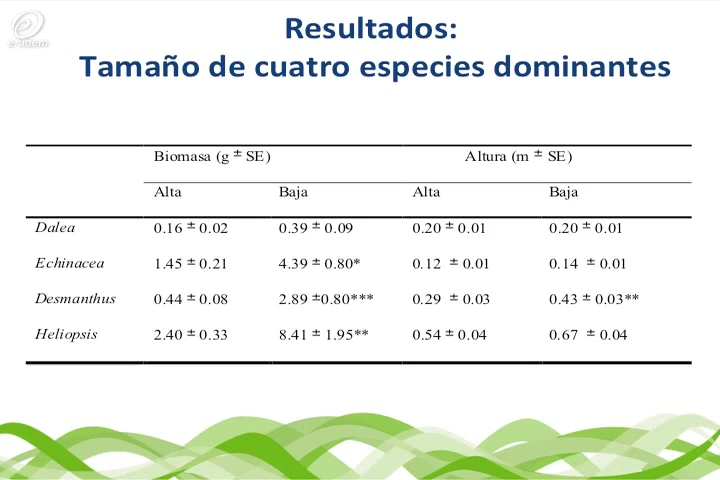 e-uaem
Resultados:
Tamaño de cuatro especies dominantes
Biomasa (g ± SE) Altura (m ± SE)
Alta Baja Alta Baja
Dalea 0.16 ± 0.02 0.39 ± 0.09 0.20 ± 0.01 0.20 ± 0.01
Echinacea 1.45 ± 0.21 4.39 ± 0.80* 0.12 ± 0.01 0.14 ± 0.01
Desmanthus 0.44 ± 0.08 2.89 ±0.80*** 0.29 ± 0.03 0.43 ± 0.03**
Heliopsis 2.40 ± 0.33 8.41 ± 1.95** 0.54 ± 0.04 0.67 ± 0.04